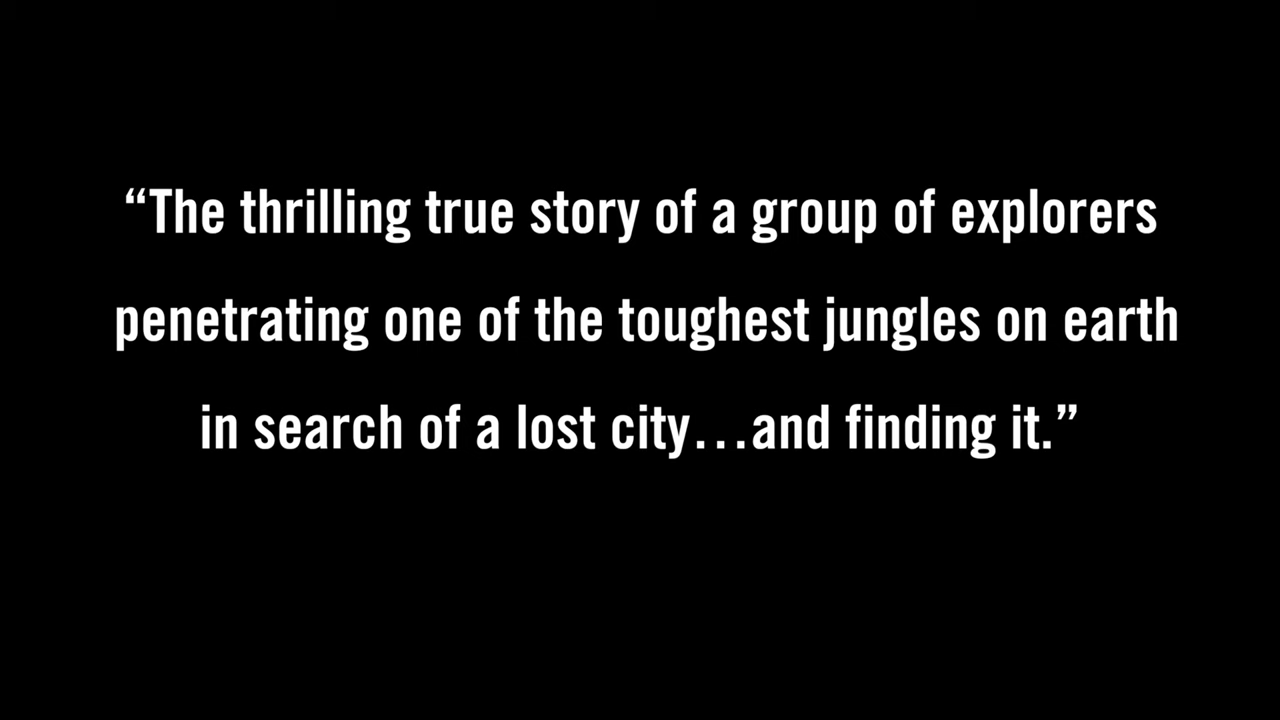 “The thrilling true story of a group of explorers
penetrating one of the toughest jungles on earth
in search of a lost city…and finding it.”